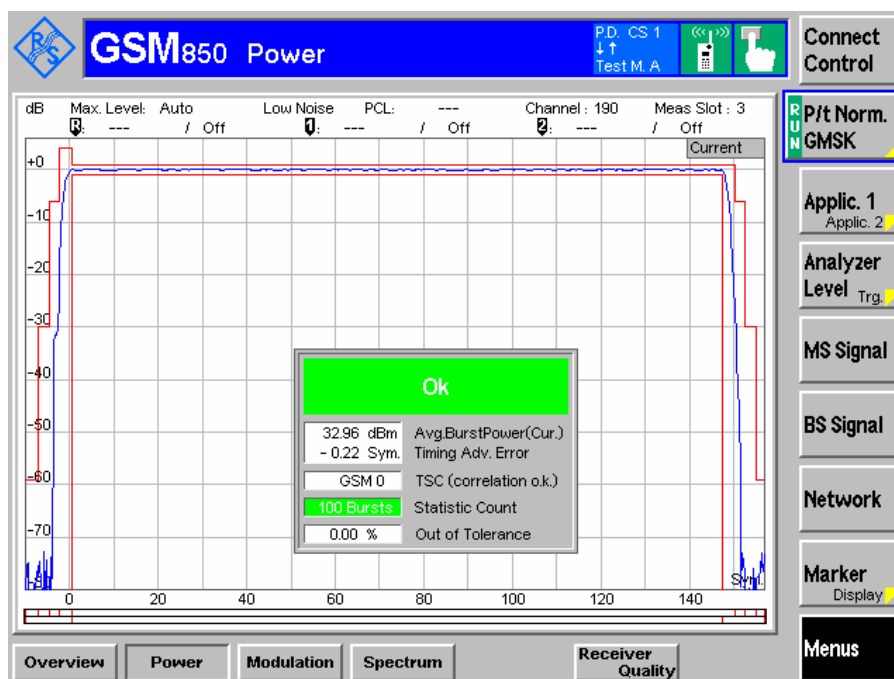 R&S
GSM850 Power
P.D. CS 1
↓↑
Test M. A
Connect
Control
dB Max. Level: Auto Low Noise PCL: --- Channel : 190 Meas Slot : 3
R: --- / Off 1: --- / Off 2: --- / Off
Current
RUN
P/t Norm.
GMSK
Applic. 1
Applic. 2
Analyzer
Level Trg.
MS Signal
BS Signal
Network
Marker
Display
Menus
+0
-10
-20
-30
-40
-50
-60
-70
Ok
32.96 dBm Avg.BurstPower(Cur.)
- 0.22 Sym. Timing Adv. Error
GSM 0 TSC (correlation o.k.)
100 Bursts Statistic Count
0.00 % Out of Tolerance
Sym.
0 20 40 60 80 100 120 140
Overview Power Modulation Spectrum Receiver Quality